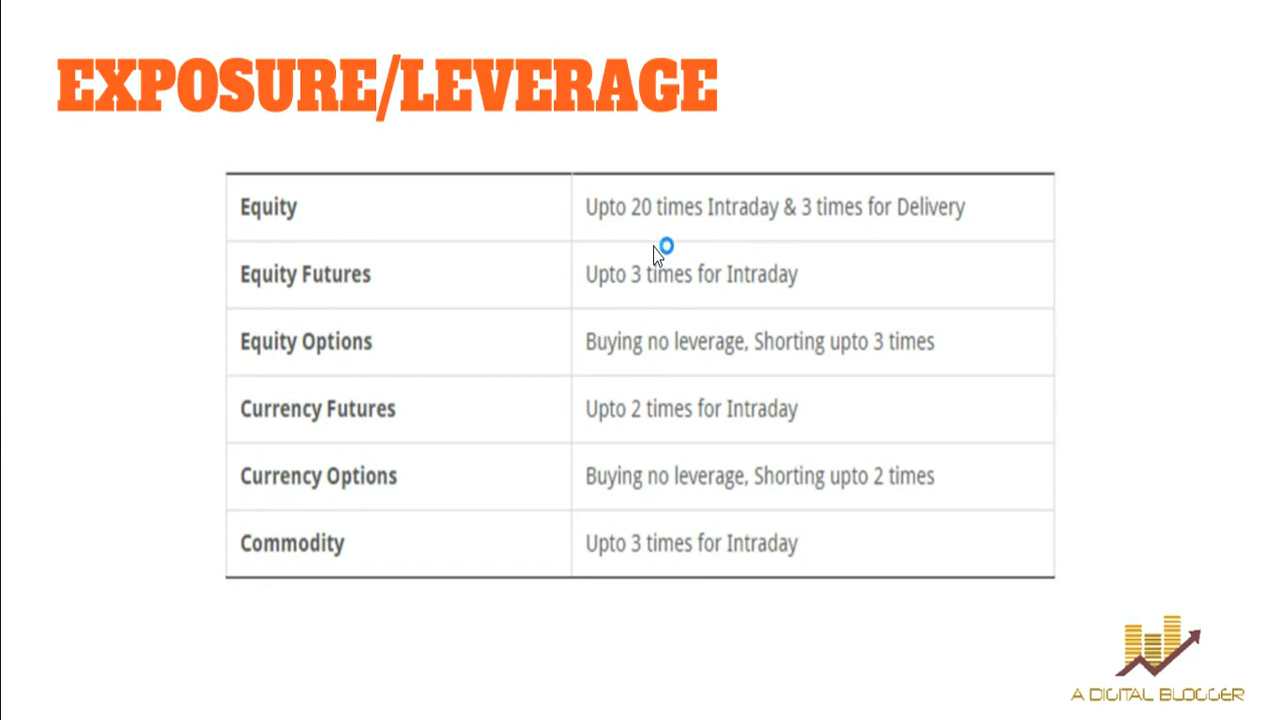 EXPOSURE/LEVERAGE
Equity Upto 20 times Intraday & 3 times for Delivery
Equity Futures Upto 3 times for Intraday
Equity Options Buying no leverage, Shorting upto 3 times
Currency Futures Upto 2 times for Intraday
Currency Options Buying no leverage, Shorting upto 2 times
Commodity Upto 3 times for Intraday
A DIGITAL BLOGGER